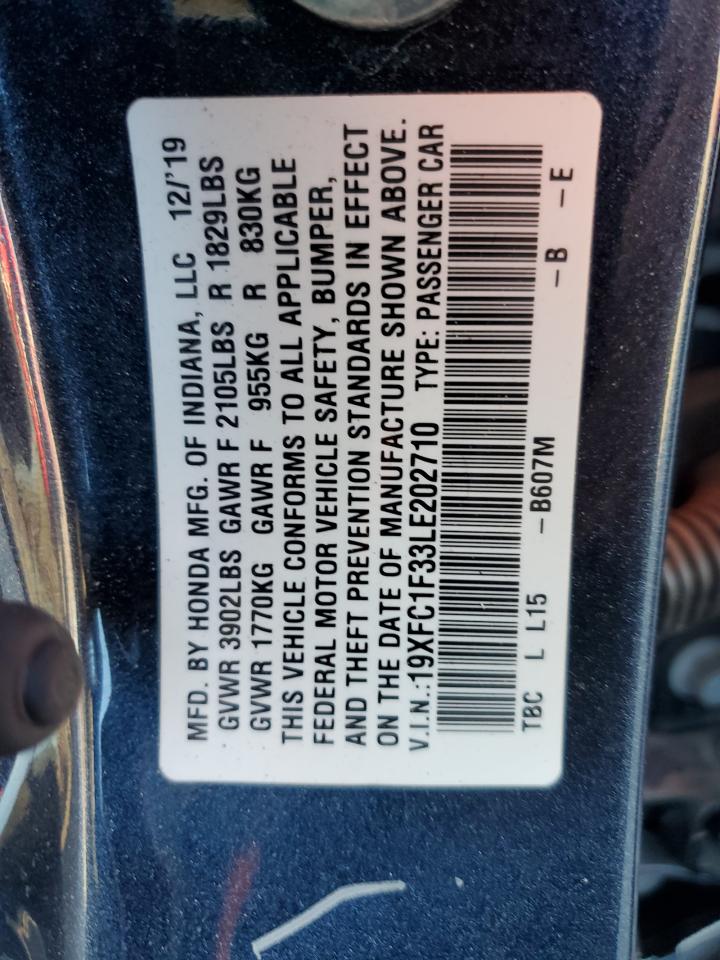 MFD. BY HONDA MFG. OF INDIANA, LLC 12/'19
GVWR 3902LBS GAWR F 2105LBS R 1829LBS
GVWR 1770KG GAWR F 955KG R 830KG
THIS VEHICLE CONFORMS TO ALL APPLICABLE
FEDERAL MOTOR VEHICLE SAFETY, BUMPER,
AND THEFT PREVENTION STANDARDS IN EFFECT
ON THE DATE OF MANUFACTURE SHOWN ABOVE.
V.I.N.:19XFC1F33LE202710 TYPE: PASSENGER CAR
TBC L L15 -B607M -B -E